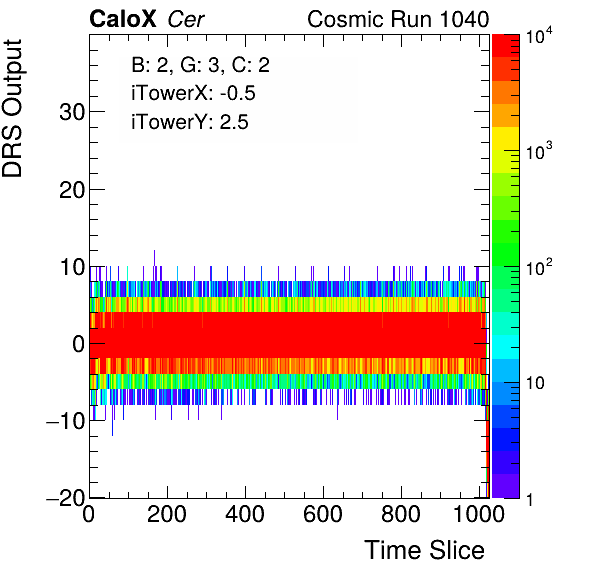 CaloX Cer
Cosmic Run 1040
B: 2, G: 3, C: 2
iTowerX: -0.5
iTowerY: 2.5
DRS Output
30
20
10
0
−10
−20
0 200 400 600 800 1000
Time Slice
10⁴
10³
10²
10
1